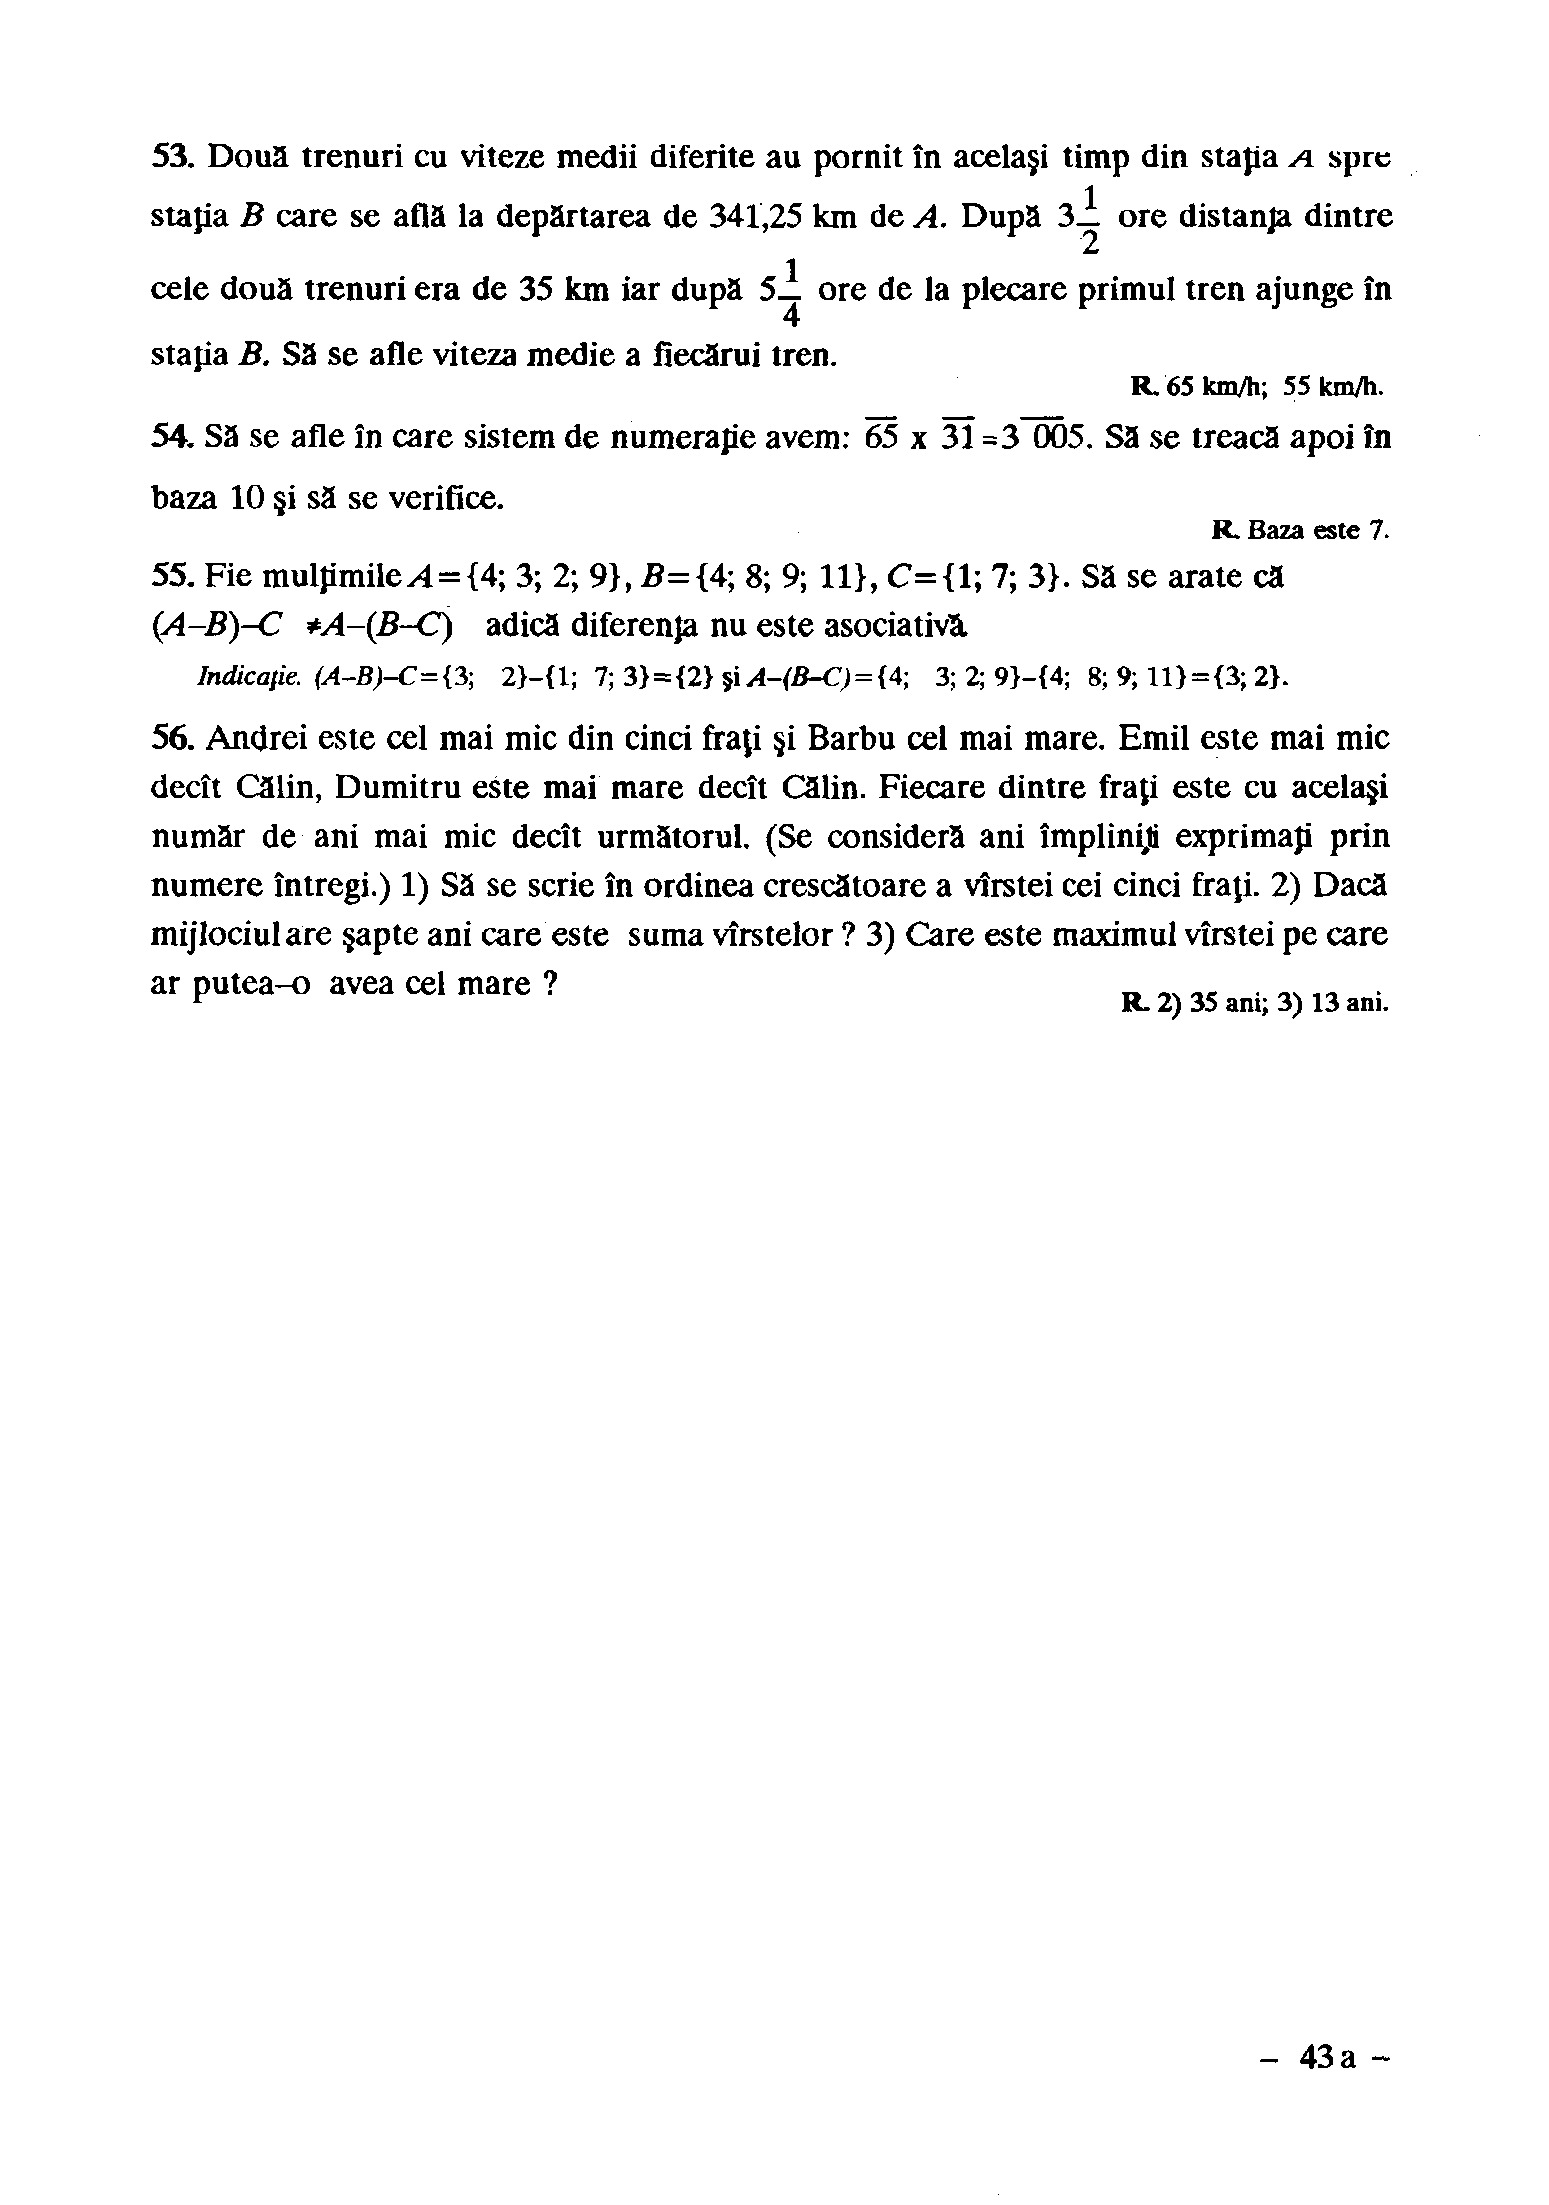 53. Două trenuri cu viteze medii diferite au pornit în acelaşi timp din staţia A spre
staţia B care se află la depărtarea de 341,25 km de A. După 3 1/2 ore distanţa dintre
cele două trenuri era de 35 km iar după 5 1/4 ore de la plecare primul tren ajunge în
staţia B. Să se afle viteza medie a fiecărui tren.
R. 65 km/h; 55 km/h.
54. Să se afle în care sistem de numeraţie avem: 6̅5̅ x 3̅1̅ =3 0̅0̅5. Să se treacă apoi în
baza 10 şi să se verifice.
R. Baza este 7.
55. Fie mulţimile A={4; 3; 2; 9}, B={4; 8; 9; 11}, C={1; 7; 3}. Să se arate că
(A–B)–C ≠A–(B–C) adică diferenţa nu este asociativă
Indicaţie. (A–B)–C={3; 2}–{1; 7; 3}={2} şi A–(B–C)={4; 3; 2; 9}–{4; 8; 9; 11}={3; 2}.
56. Andrei este cel mai mic din cinci fraţi şi Barbu cel mai mare. Emil este mai mic
decît Călin, Dumitru este mai mare decît Călin. Fiecare dintre fraţi este cu acelaşi
număr de ani mai mic decît următorul. (Se consideră ani împliniţi exprimaţi prin
numere întregi.) 1) Să se scrie în ordinea crescătoare a vîrstei cei cinci fraţi. 2) Dacă
mijlociul are şapte ani care este suma vîrstelor ? 3) Care este maximul vîrstei pe care
ar putea–o avea cel mare ?
R. 2) 35 ani; 3) 13 ani.
– 43 a –